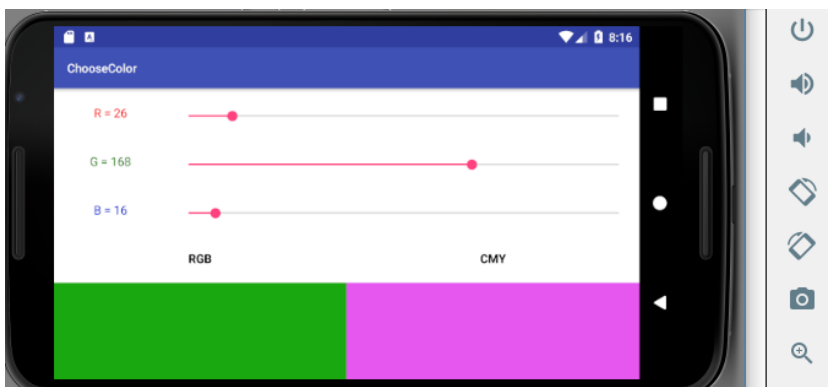 8:16
ChooseColor
R = 26
G = 168
B = 16
RGB CMY